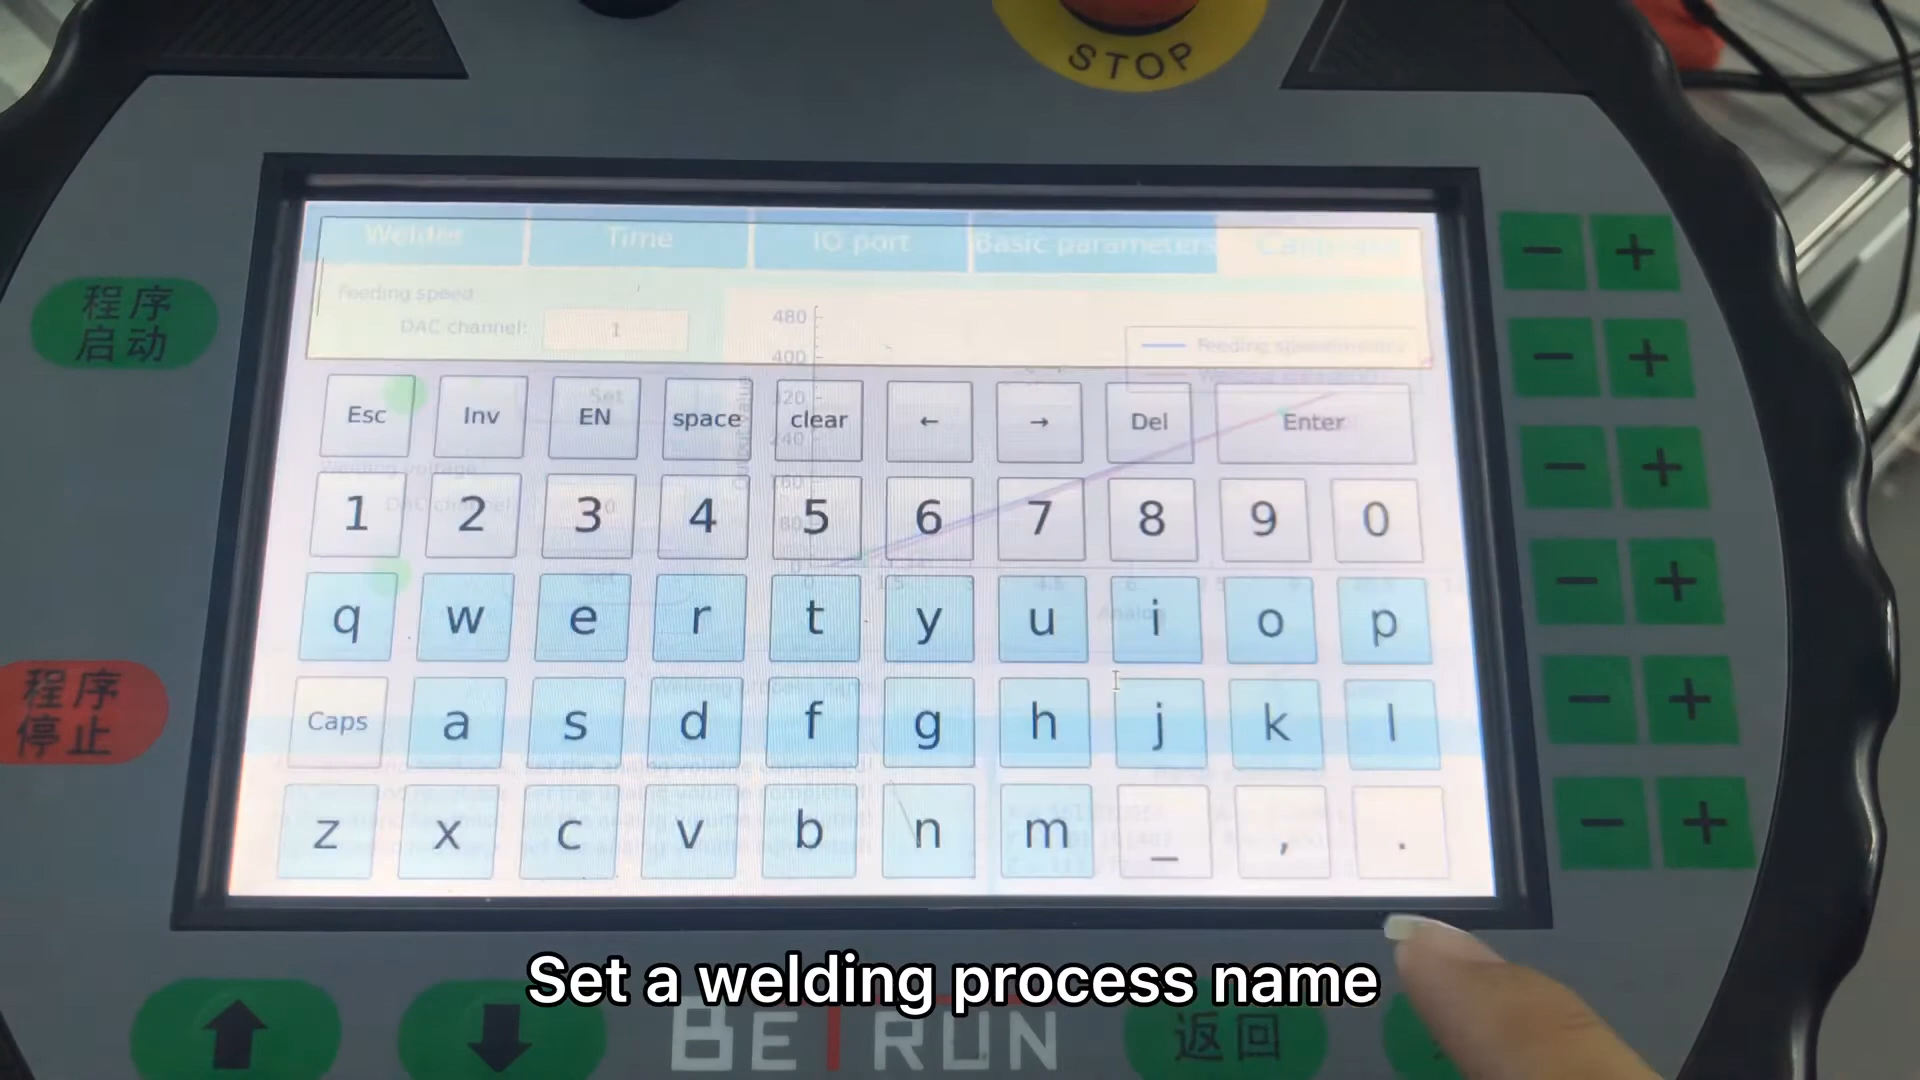 STOP
Welder Time IO port Basic parameters
Feeding speed
DAC channel: 1
480
400
Esc Inv EN space clear ← → Del Enter
1 2 3 4 5 6 7 8 9 0
q w e r t y u i o p
Caps a s d f g h j k l
z x c v b n m _ , .
程序
启动
程序
停止
− +
− +
− +
− +
− +
− +
Set a welding process name
BETRUN
返回